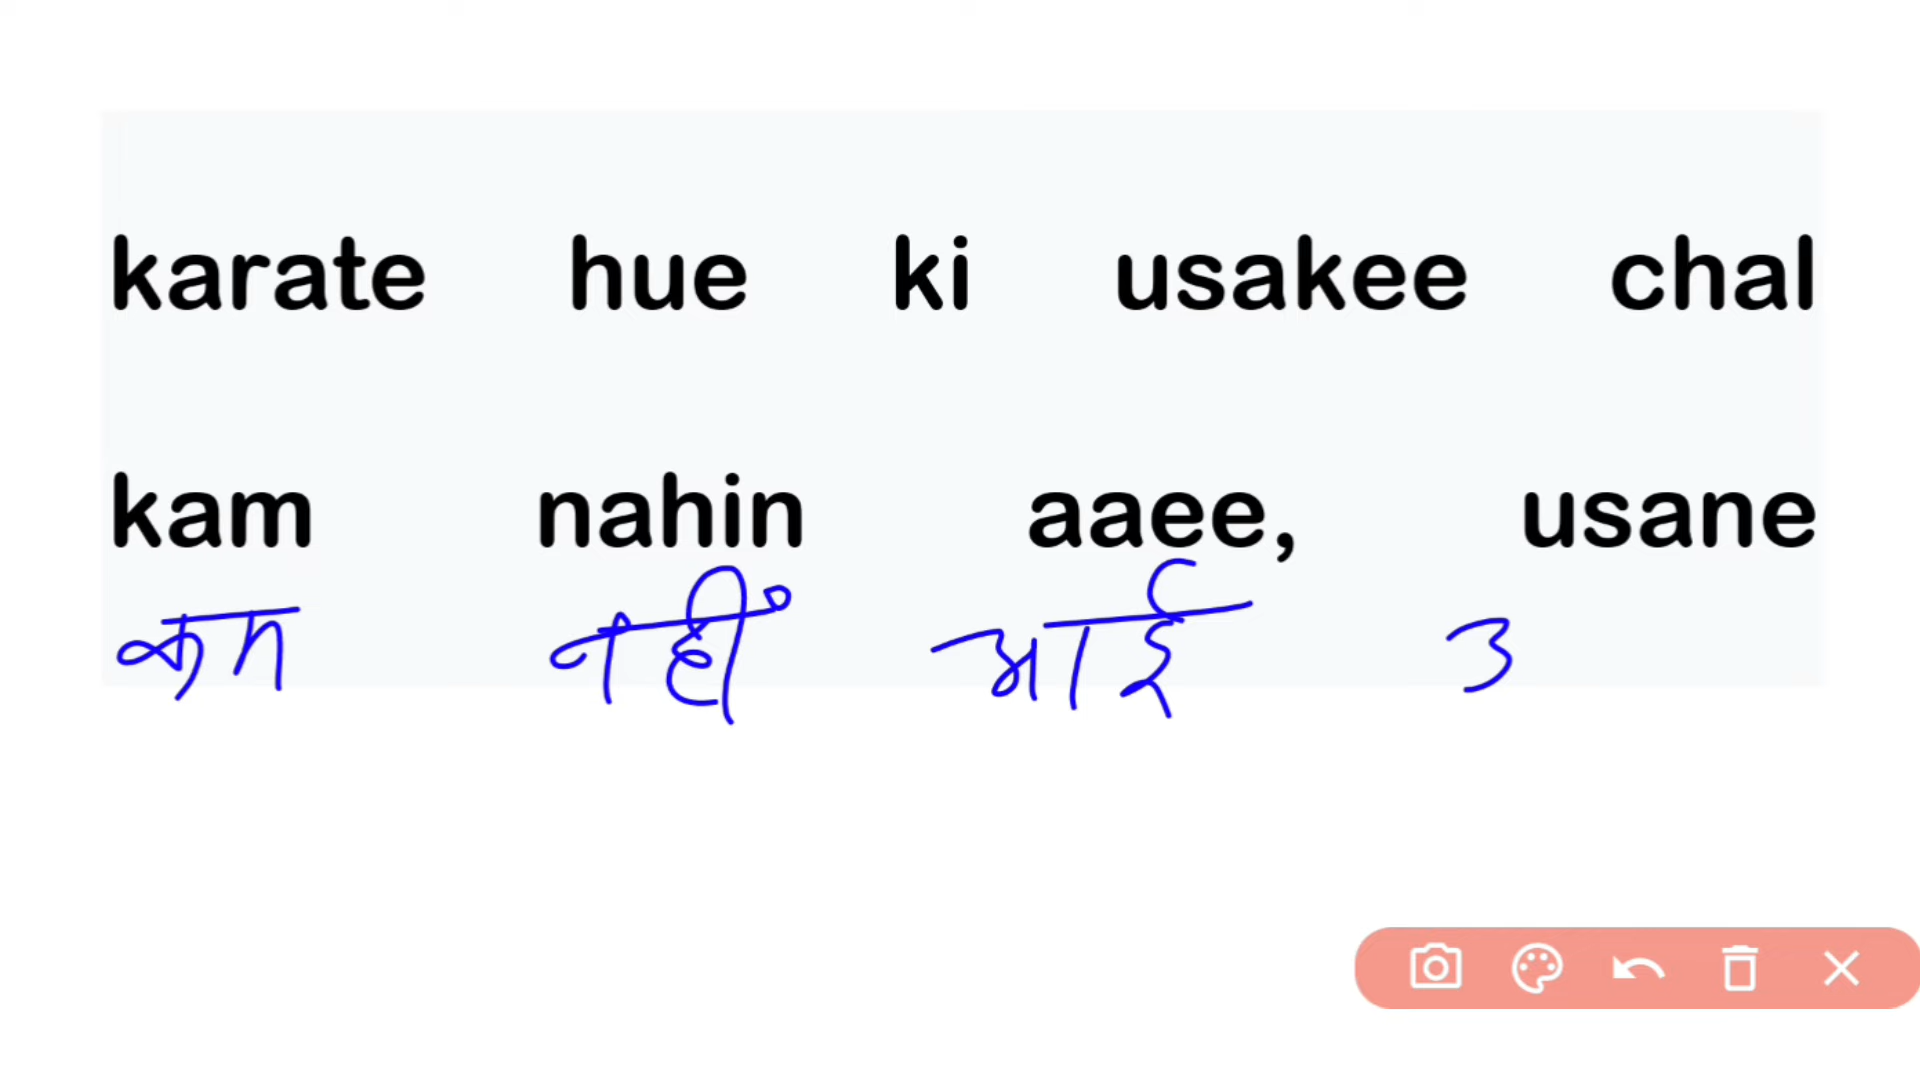 karate hue ki usakee chal
kam nahin aaee, usane
कम नहीं आई उ